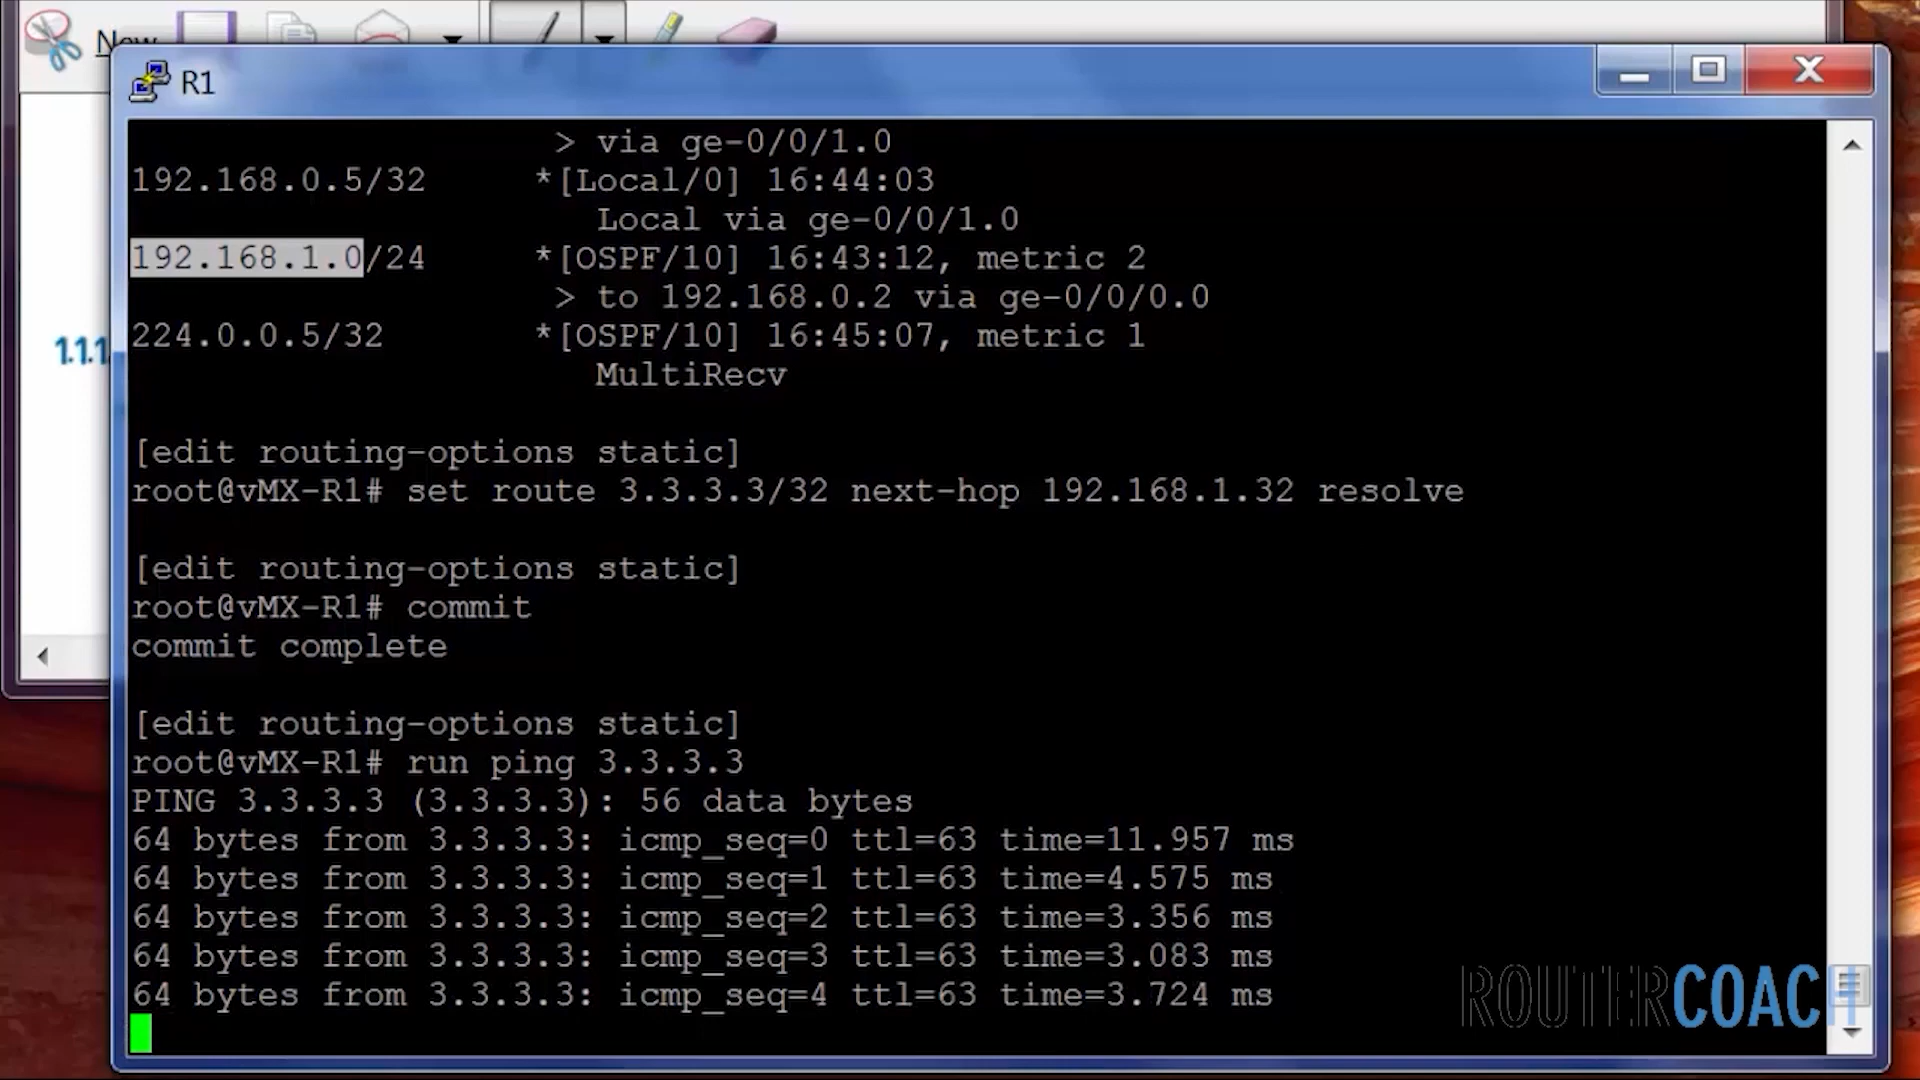 New
R1
> via ge-0/0/1.0
192.168.0.5/32 *[Local/0] 16:44:03
Local via ge-0/0/1.0
192.168.1.0/24 *[OSPF/10] 16:43:12, metric 2
> to 192.168.0.2 via ge-0/0/0.0
224.0.0.5/32 *[OSPF/10] 16:45:07, metric 1
MultiRecv
1.1.1
[edit routing-options static]
root@vMX-R1# set route 3.3.3.3/32 next-hop 192.168.1.32 resolve
[edit routing-options static]
root@vMX-R1# commit
commit complete
[edit routing-options static]
root@vMX-R1# run ping 3.3.3.3
PING 3.3.3.3 (3.3.3.3): 56 data bytes
64 bytes from 3.3.3.3: icmp_seq=0 ttl=63 time=11.957 ms
64 bytes from 3.3.3.3: icmp_seq=1 ttl=63 time=4.575 ms
64 bytes from 3.3.3.3: icmp_seq=2 ttl=63 time=3.356 ms
64 bytes from 3.3.3.3: icmp_seq=3 ttl=63 time=3.083 ms
64 bytes from 3.3.3.3: icmp_seq=4 ttl=63 time=3.724 ms
ROUTERCOACH